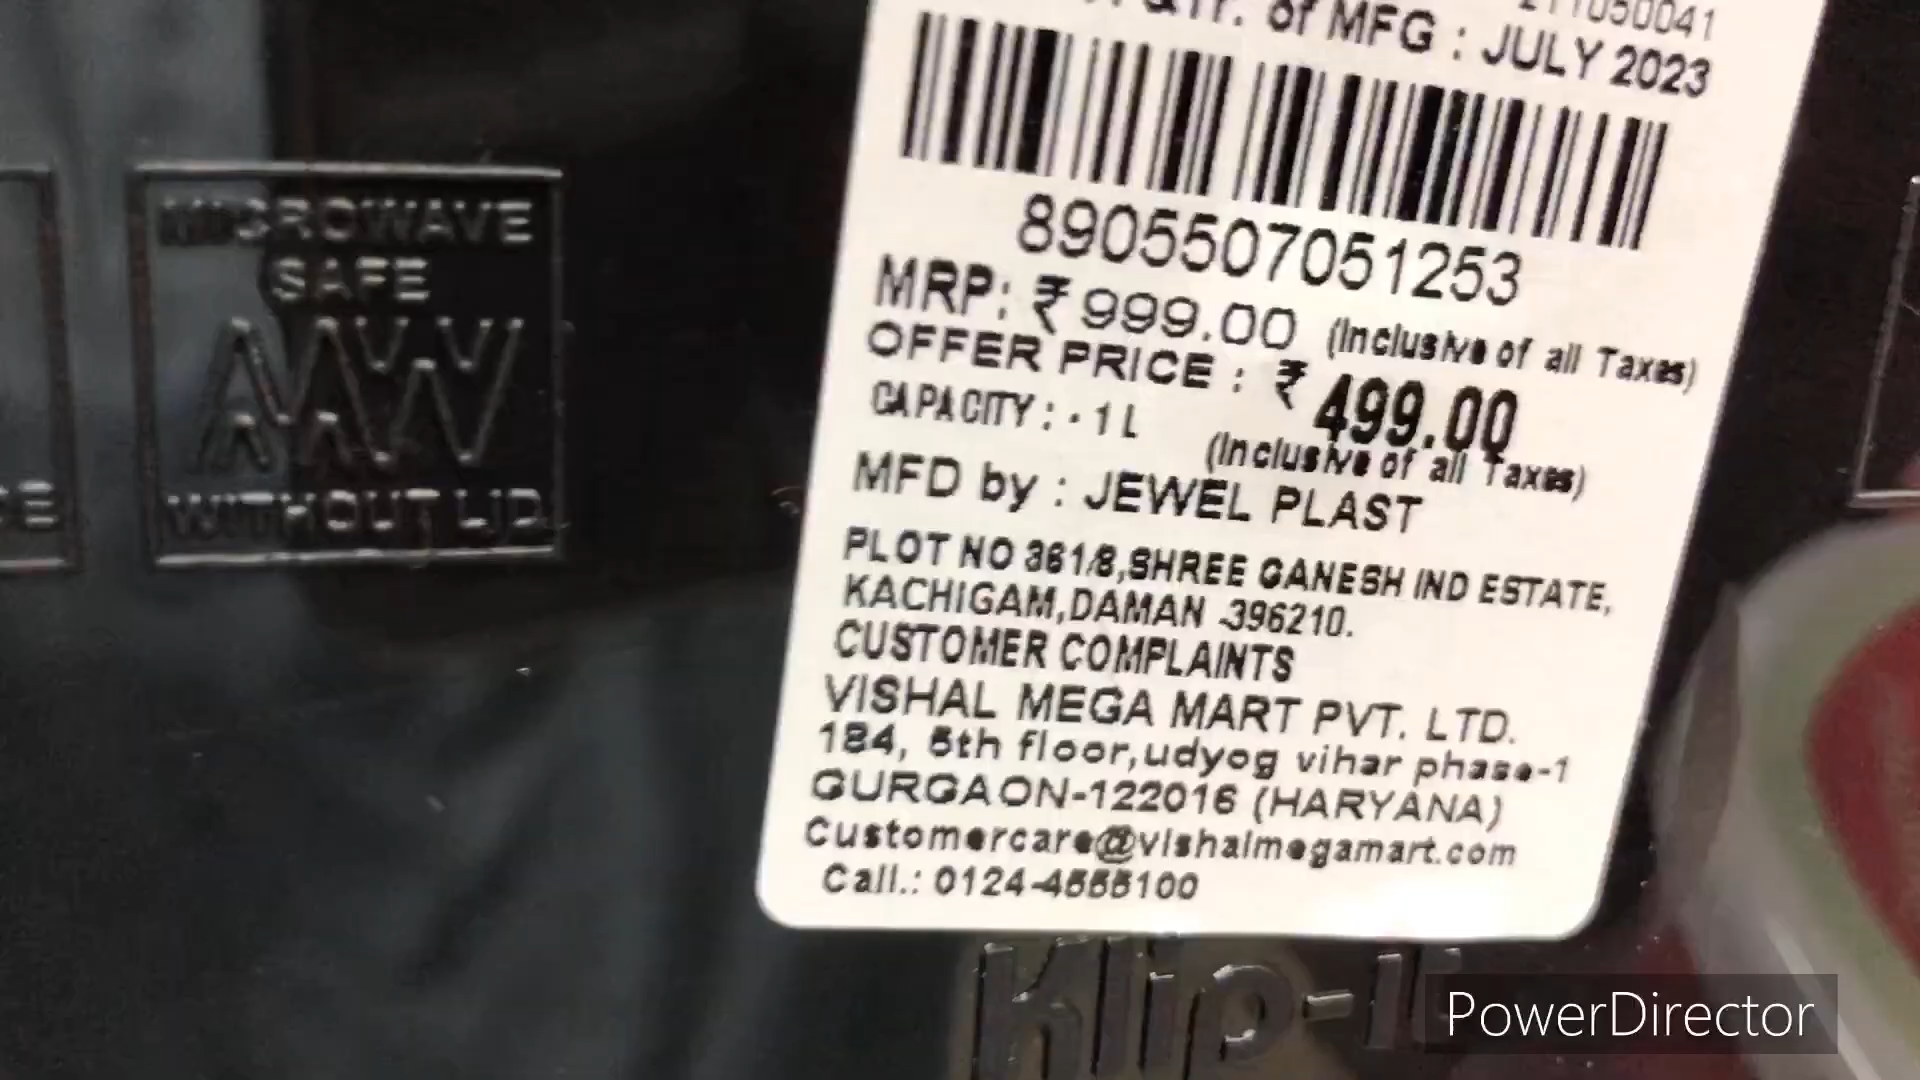 of MFG : JULY 2023
8905507051253
MRP: ₹ 999.00 (Inclusive of all Taxes)
OFFER PRICE : ₹ 499.00
CAPACITY : - 1 L (Inclusive of all Taxes)
MFD by : JEWEL PLAST
PLOT NO 361/8,SHREE GANESH IND ESTATE,
KACHIGAM,DAMAN -396210.
CUSTOMER COMPLAINTS
VISHAL MEGA MART PVT. LTD.
184, 5th floor,udyog vihar phase-1
GURGAON-122016 (HARYANA)
Customercare@vishalmegamart.com
Call.: 0124-4555100
MICROWAVE
SAFE
WITHOUT LID
PowerDirector